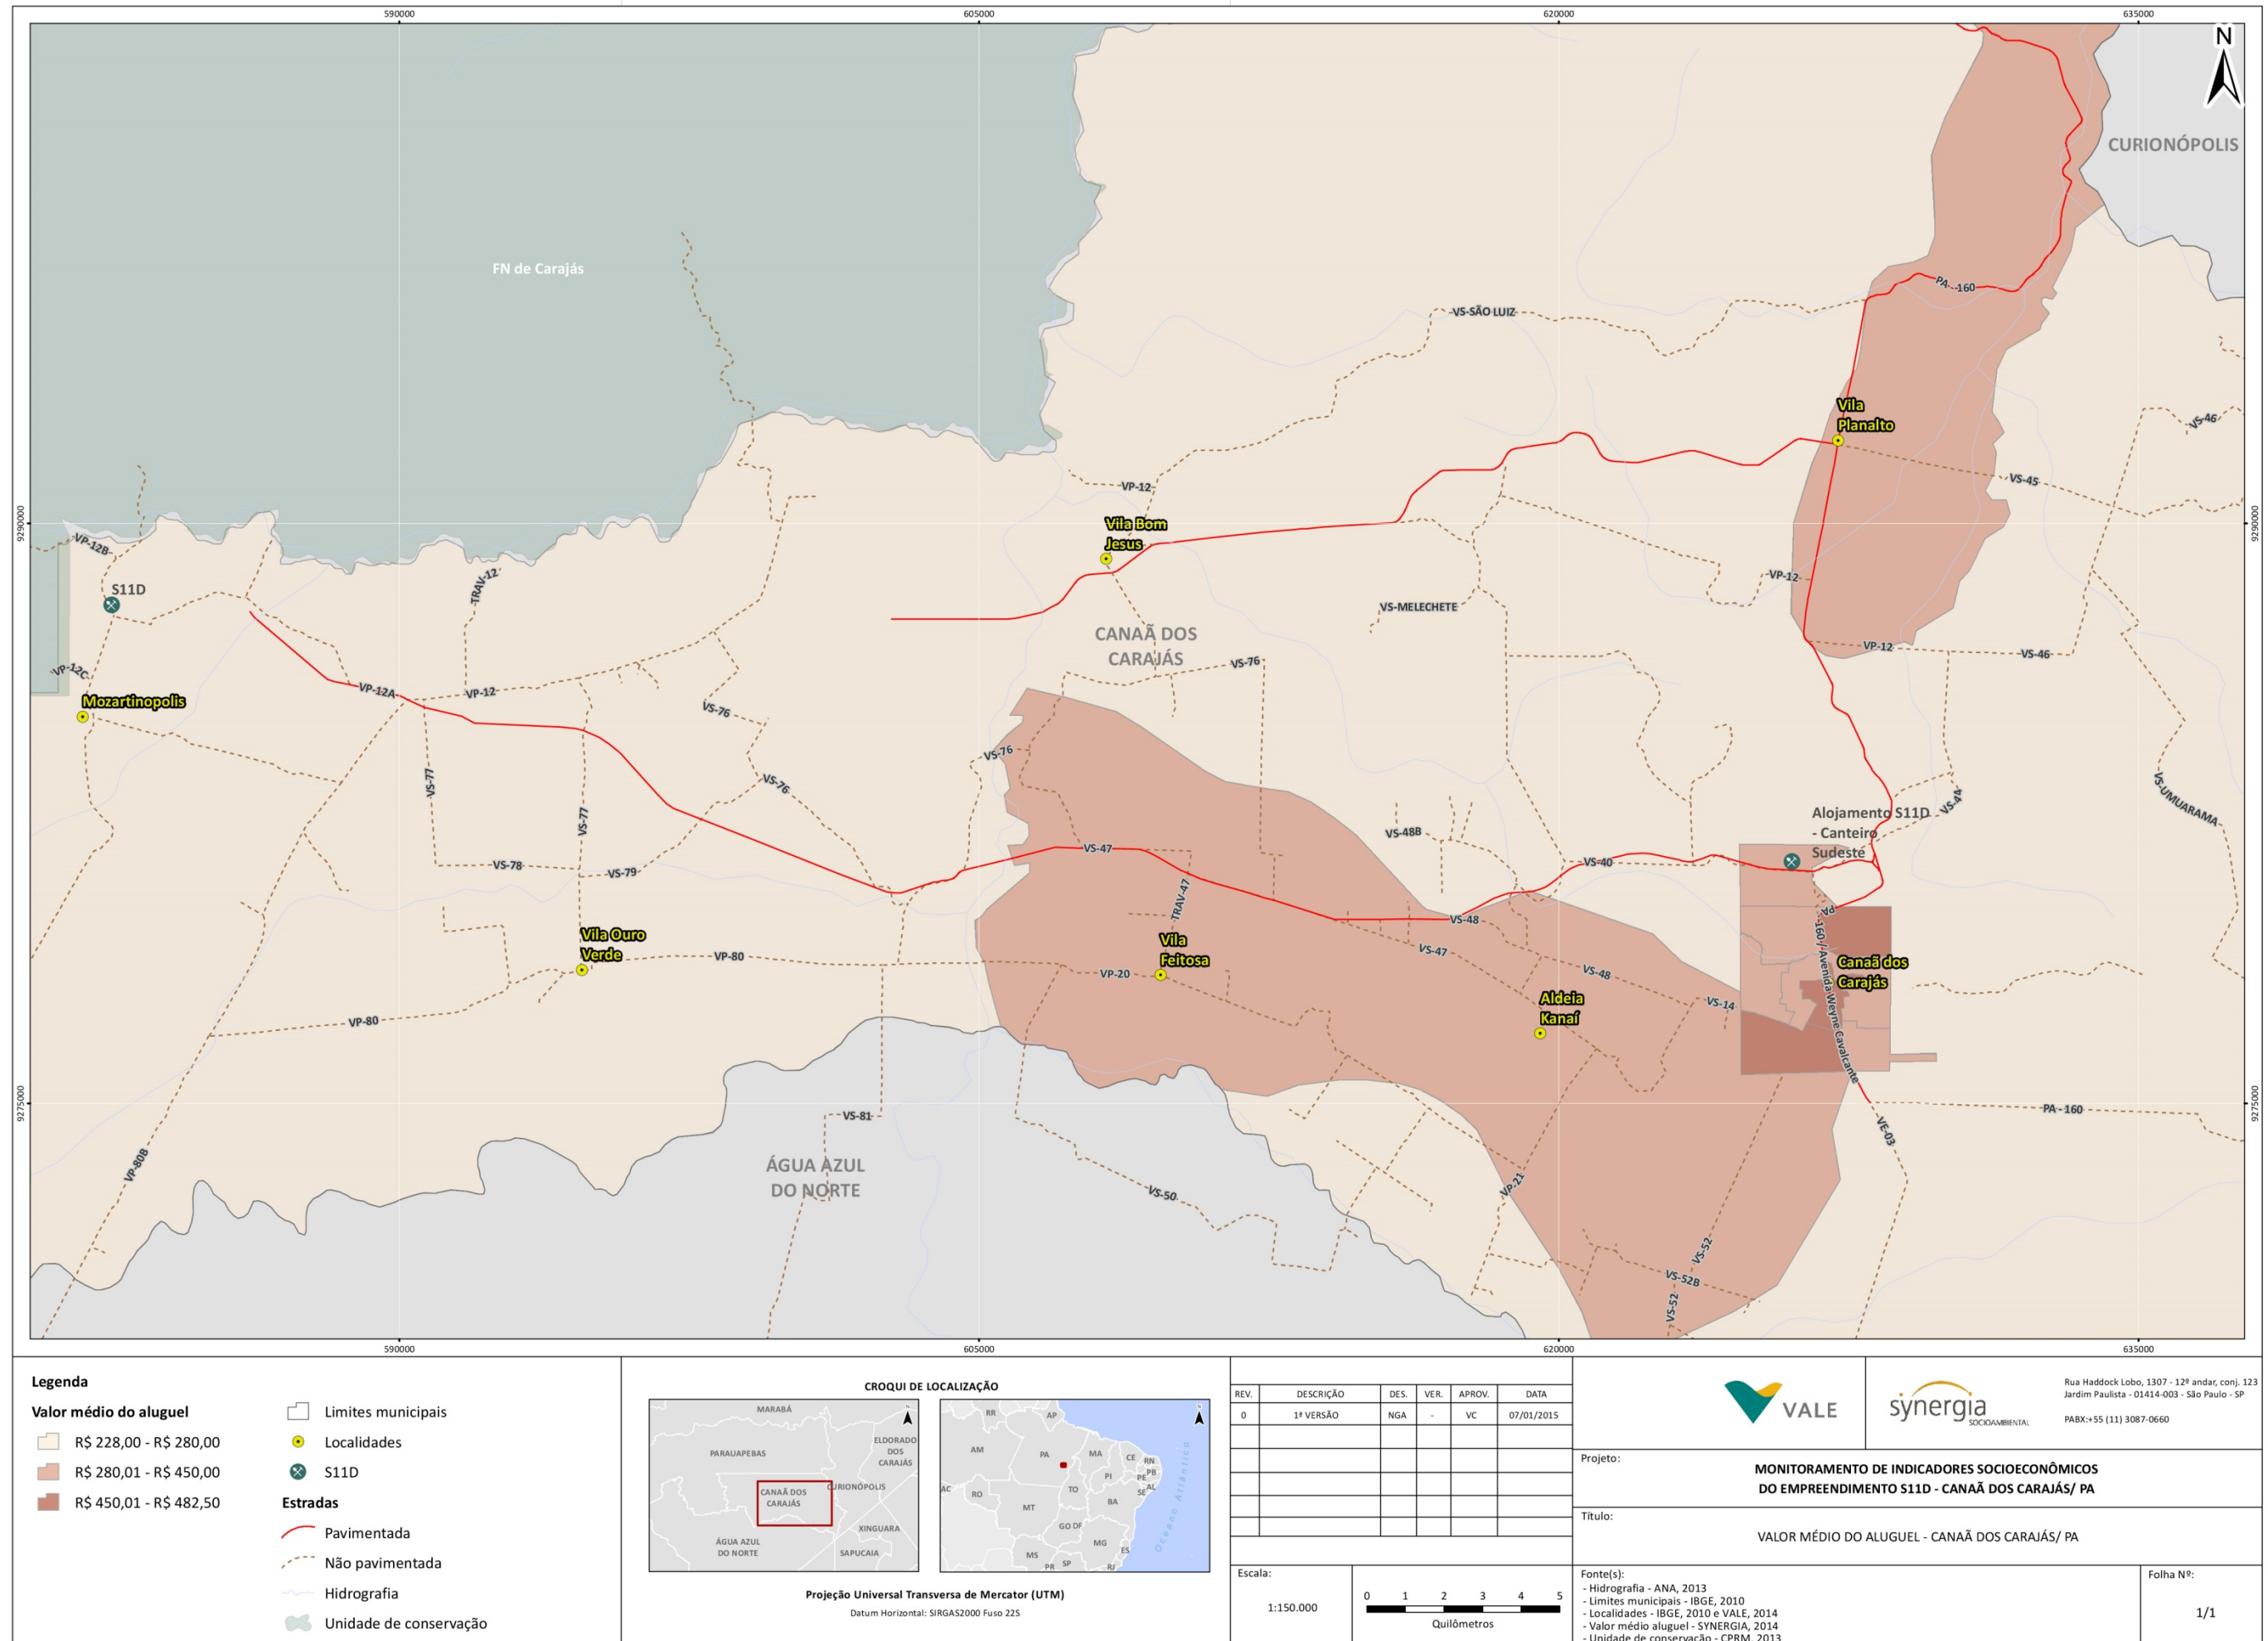 590000
605000
620000
635000
N
CURIONÓPOLIS
FN de Carajás
PA -160
VS-SÃO LUIZ
Vila
Planalto
VS-46
VS-45
VP-12
9290000
9290000
Vila Bom
Jesus
VP-12B
VP-12
TRAV-12
S11D
VS-MELECHETE
CANAÃ DOS
CARAJÁS
VP-12
VS-46
VS-76
VP-12C
VP-12A
VP-12
Mozartinopolis
VS-76
VS-76
VS-77
VS-76
VS-UMUARAMA
VS-44
Alojamento S11D
- Canteiro
Sudeste
VS-77
VS-48B
VS-47
VS-40
VS-78
VS-79
TRAV-47
PA
-160 / Avenida Weyne Cavalcante
VS-48
Vila Ouro
Verde
Vila
Feitosa
VS-47
VP-80
VP-20
VS-48
Canaã dos
Carajás
Aldeia
Kanaí
VS-14
VP-80
9275000
9275000
VS-81
PA-160
VE-03
VP-80B
ÁGUA AZUL
DO NORTE
VS-50
VP-21
VS-52
VS-52B
VS-52
590000
605000
620000
635000
Legenda
Valor médio do aluguel
R$ 228,00 - R$ 280,00
R$ 280,01 - R$ 450,00
R$ 450,01 - R$ 482,50
Limites municipais
Localidades
S11D
Estradas
Pavimentada
Não pavimentada
Hidrografia
Unidade de conservação
CROQUI DE LOCALIZAÇÃO
N
MARABÁ
PARAUAPEBAS
ELDORADO
DOS
CARAJÁS
CURIONÓPOLIS
CANAÃ DOS
CARAJÁS
XINGUARA
ÁGUA AZUL
DO NORTE
SAPUCAIA
N
RR
AP
AM
PA
MA
CE
RN
PB
PI
PE
AL
SE
AC
RO
TO
BA
MT
GO
DF
MG
ES
MS
SP
PR
RJ
Oceano Atlântico
Projeção Universal Transversa de Mercator (UTM)
Datum Horizontal: SIRGAS2000 Fuso 22S
REV. DESCRIÇÃO DES. VER. APROV. DATA
0 1ª VERSÃO NGA - VC 07/01/2015
Escala:
1:150.000
0 1 2 3 4 5
Quilômetros
VALE
synergia
SOCIOAMBIENTAL
Rua Haddock Lobo, 1307 - 12º andar, conj. 123
Jardim Paulista - 01414-003 - São Paulo - SP
PABX:+55 (11) 3087-0660
Projeto:
MONITORAMENTO DE INDICADORES SOCIOECONÔMICOS
DO EMPREENDIMENTO S11D - CANAÃ DOS CARAJÁS/ PA
Título:
VALOR MÉDIO DO ALUGUEL - CANAÃ DOS CARAJÁS/ PA
Fonte(s):
- Hidrografia - ANA, 2013
- Limites municipais - IBGE, 2010
- Localidades - IBGE, 2010 e VALE, 2014
- Valor médio aluguel - SYNERGIA, 2014
- Unidade de conservação - CPRM, 2013
Folha Nº:
1/1